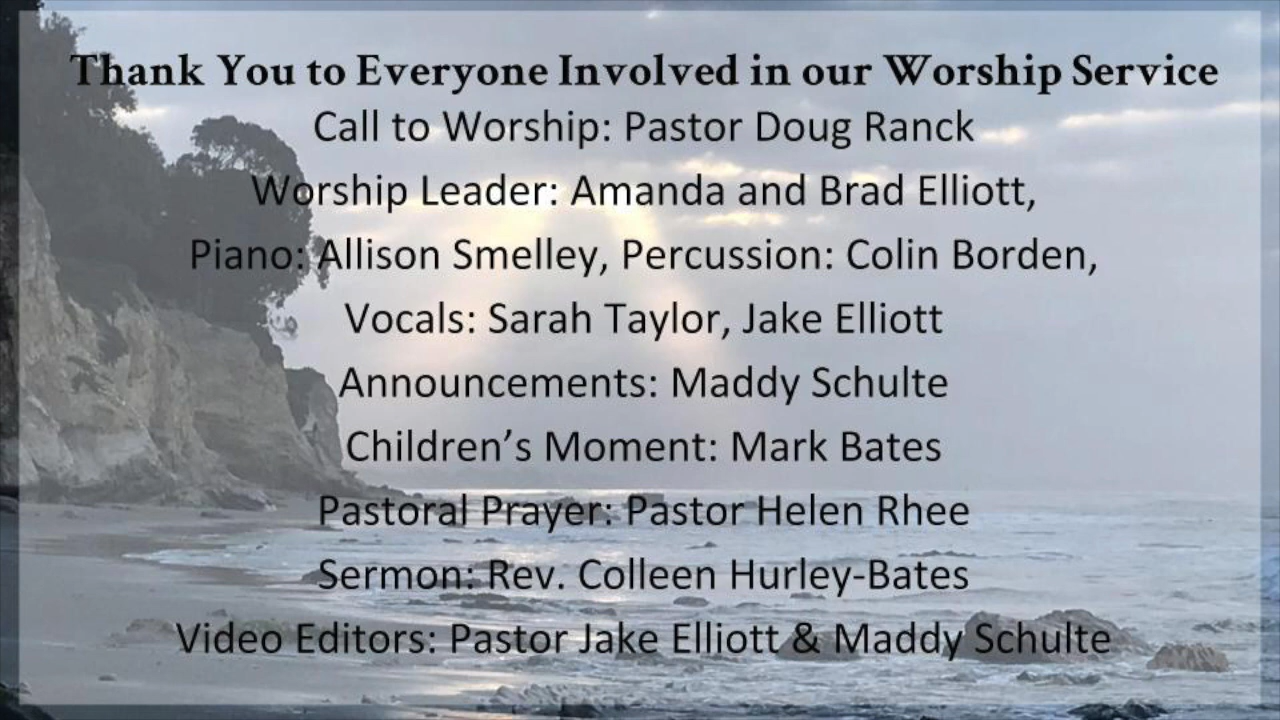 Thank You to Everyone Involved in our Worship Service
Call to Worship: Pastor Doug Ranck
Worship Leader: Amanda and Brad Elliott,
Piano: Allison Smelley, Percussion: Colin Borden,
Vocals: Sarah Taylor, Jake Elliott
Announcements: Maddy Schulte
Children’s Moment: Mark Bates
Pastoral Prayer: Pastor Helen Rhee
Sermon: Rev. Colleen Hurley-Bates
Video Editors: Pastor Jake Elliott & Maddy Schulte